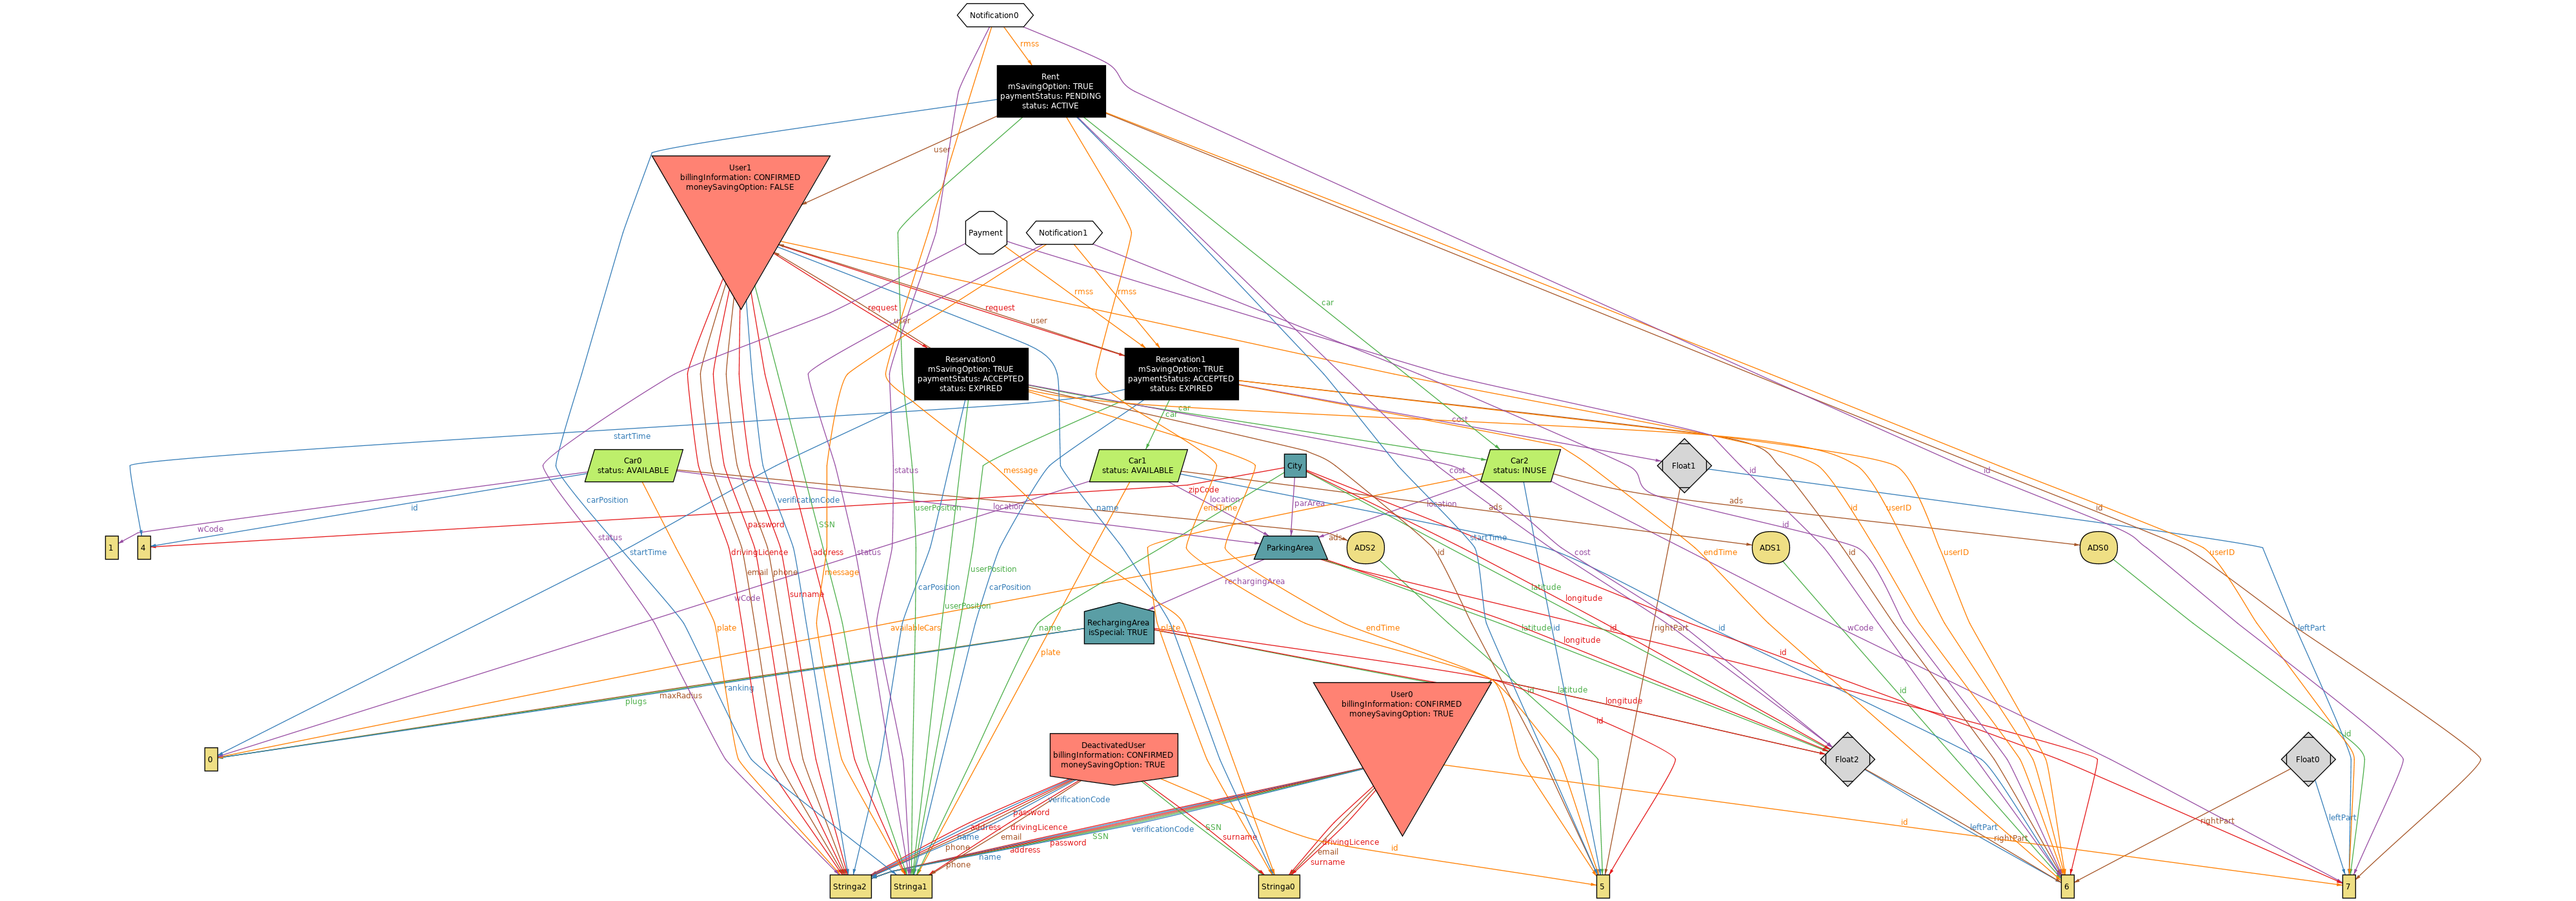 Notification0
rmss
Rent
mSavingOption: TRUE
paymentStatus: PENDING
status: ACTIVE
user
User1
billingInformation: CONFIRMED
moneySavingOption: FALSE
Payment
Notification1
rmss
rmss
car
request
user
request
user
Reservation0
mSavingOption: TRUE
paymentStatus: ACCEPTED
status: EXPIRED
Reservation1
mSavingOption: TRUE
paymentStatus: ACCEPTED
status: EXPIRED
car
car
cost
startTime
Car0
status: AVAILABLE
Car1
status: AVAILABLE
City
Car2
status: INUSE
Float1
status
message
cost
id
id
zipCode
carPosition
verificationCode
location
parArea
location
ads
id
wCode
id
password
SSN
userPosition
name
location
endTime
ads
id
userID
id
status
startTime
drivingLicence
address
status
ads
id
startTime
cost
endTime
id
userID
userID
1
4
ParkingArea
ADS2
ADS1
ADS0
email
phone
message
userPosition
rechargingArea
wCode
surname
carPosition
carPosition
latitude
longitude
userPosition
RechargingArea
isSpecial: TRUE
plate
availableCars
name
plate
endTime
latitude
id
id
rightPart
id
wCode
leftPart
longitude
plate
id
ranking
maxRadius
plugs
id
latitude
longitude
id
id
id
User0
billingInformation: CONFIRMED
moneySavingOption: TRUE
DeactivatedUser
billingInformation: CONFIRMED
moneySavingOption: TRUE
0
Float2
Float0
verificationCode
password
address
drivingLicence
verificationCode
SSN
name
email
SSN
surname
phone
password
address
name
phone
drivingLicence
email
surname
id
id
leftPart
rightPart
rightPart
leftPart
Stringa2
Stringa1
Stringa0
5
6
7